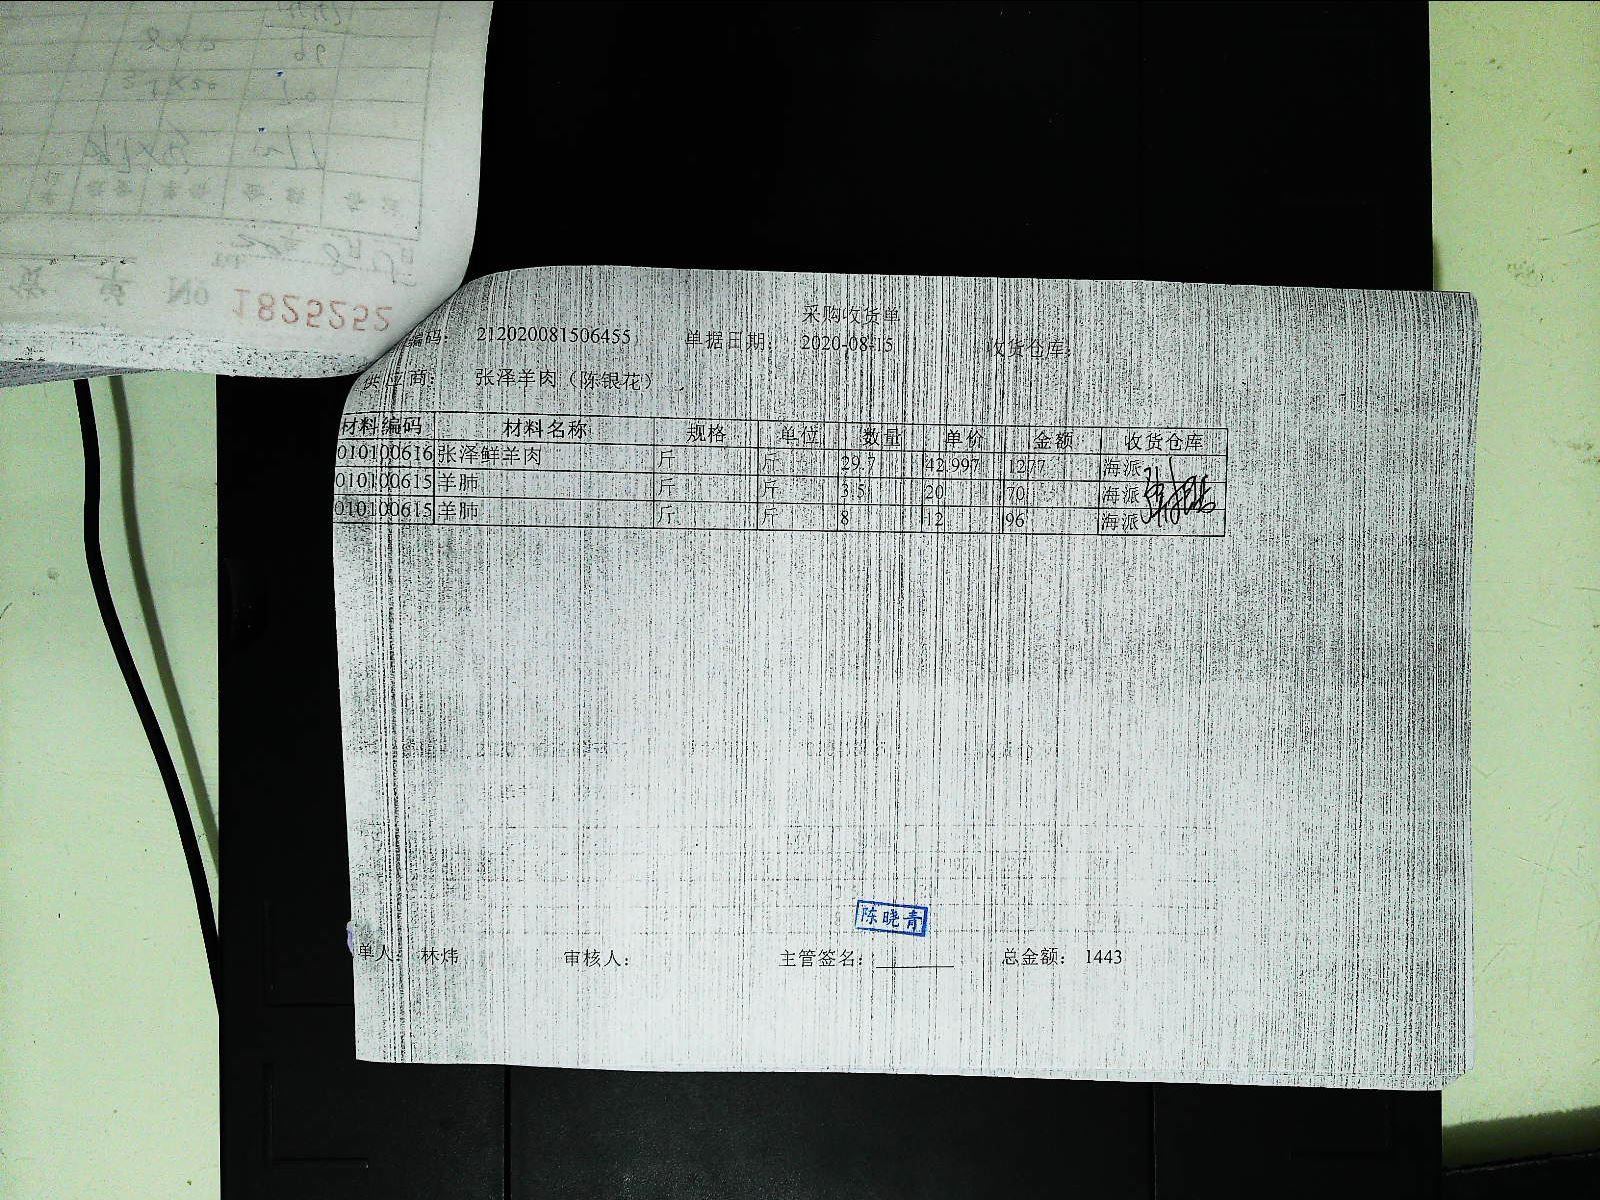 1825252
No
采购收货单
编码： 212020081506455 单据日期： 2020-08-15 收货仓库：
供应商： 张泽羊肉（陈银花）
材料编码 材料名称 规格 单位 数量 单价 金额 收货仓库
010100616 张泽鲜羊肉 斤 斤 29.7 42.997 1277 海派
010100615 羊肺 斤 斤 3.5 20 70 海派
010100615 羊肺 斤 斤 8 12 96 海派
陈晓青
单人： 林炜 审核人： 主管签名： 总金额： 1443